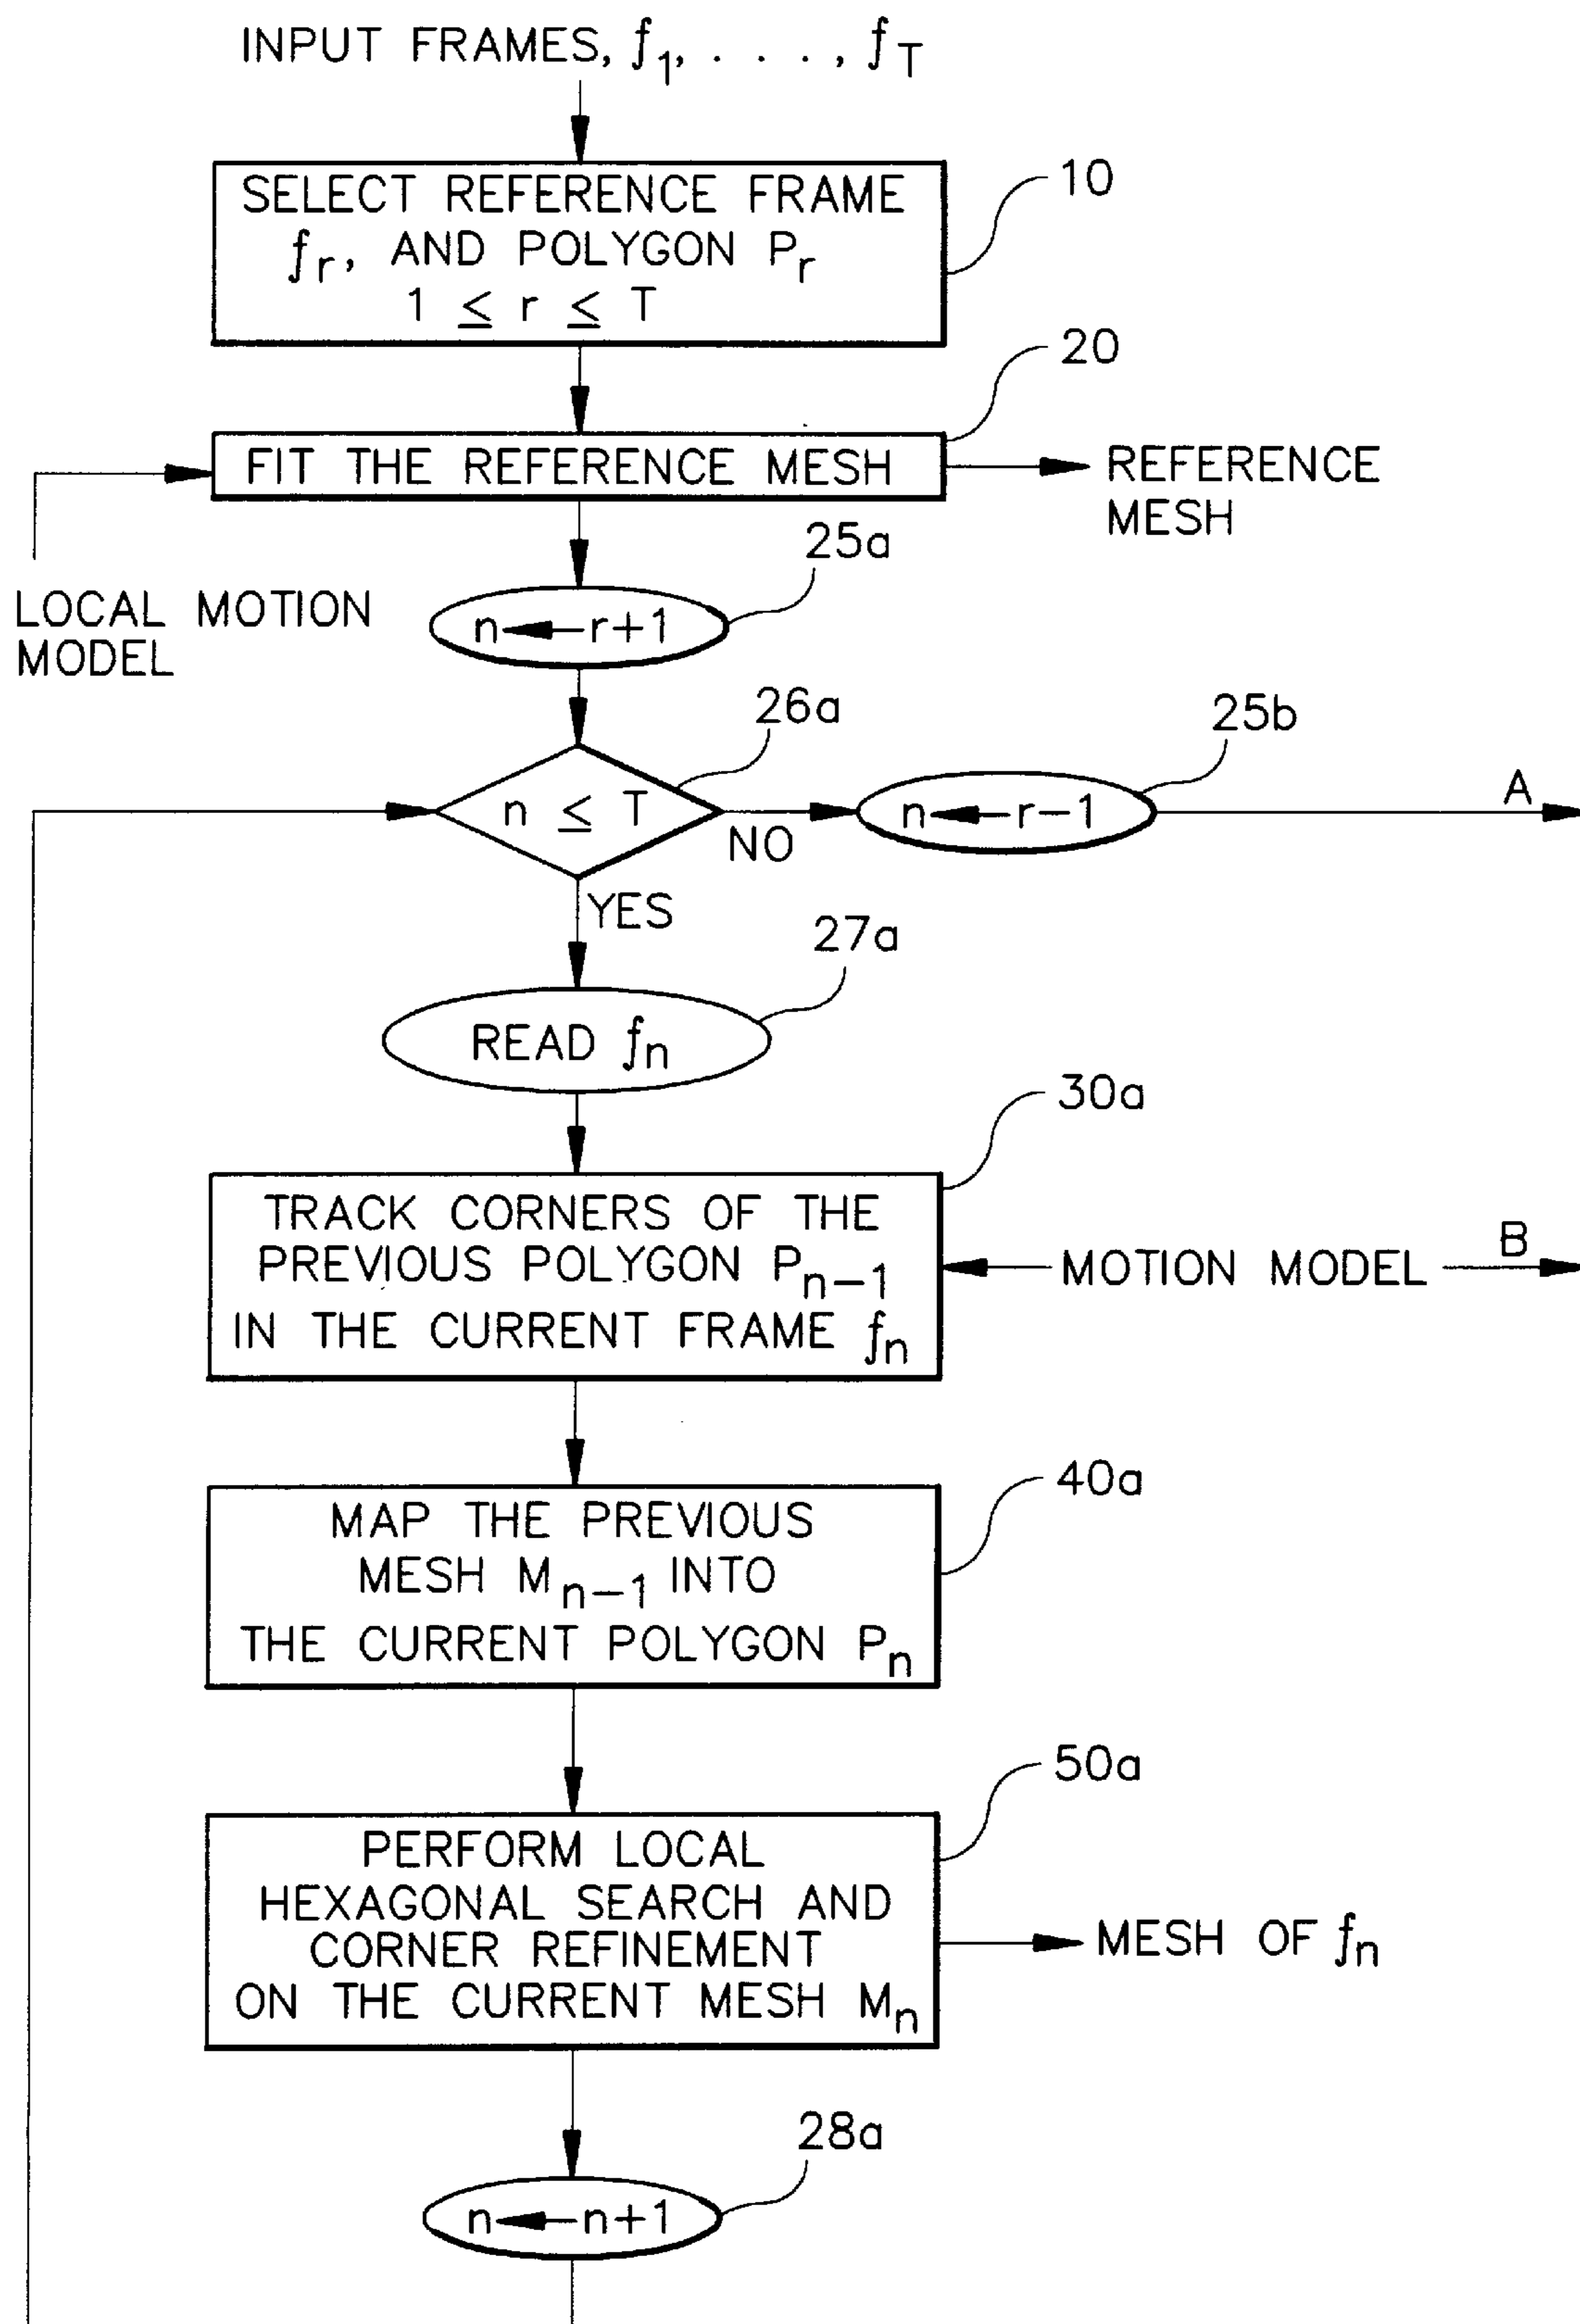 INPUT FRAMES, f1, . . . , fT
SELECT REFERENCE FRAME
fr, AND POLYGON Pr
1 ≤ r ≤ T
10
20
FIT THE REFERENCE MESH
REFERENCE
MESH
LOCAL MOTION
MODEL
25a
n←r+1
26a
n ≤ T
NO
YES
25b
n←r−1
A
27a
READ fn
30a
TRACK CORNERS OF THE
PREVIOUS POLYGON Pn−1
IN THE CURRENT FRAME fn
MOTION MODEL
B
40a
MAP THE PREVIOUS
MESH Mn−1 INTO
THE CURRENT POLYGON Pn
50a
PERFORM LOCAL
HEXAGONAL SEARCH AND
CORNER REFINEMENT
ON THE CURRENT MESH Mn
MESH OF fn
28a
n←n+1